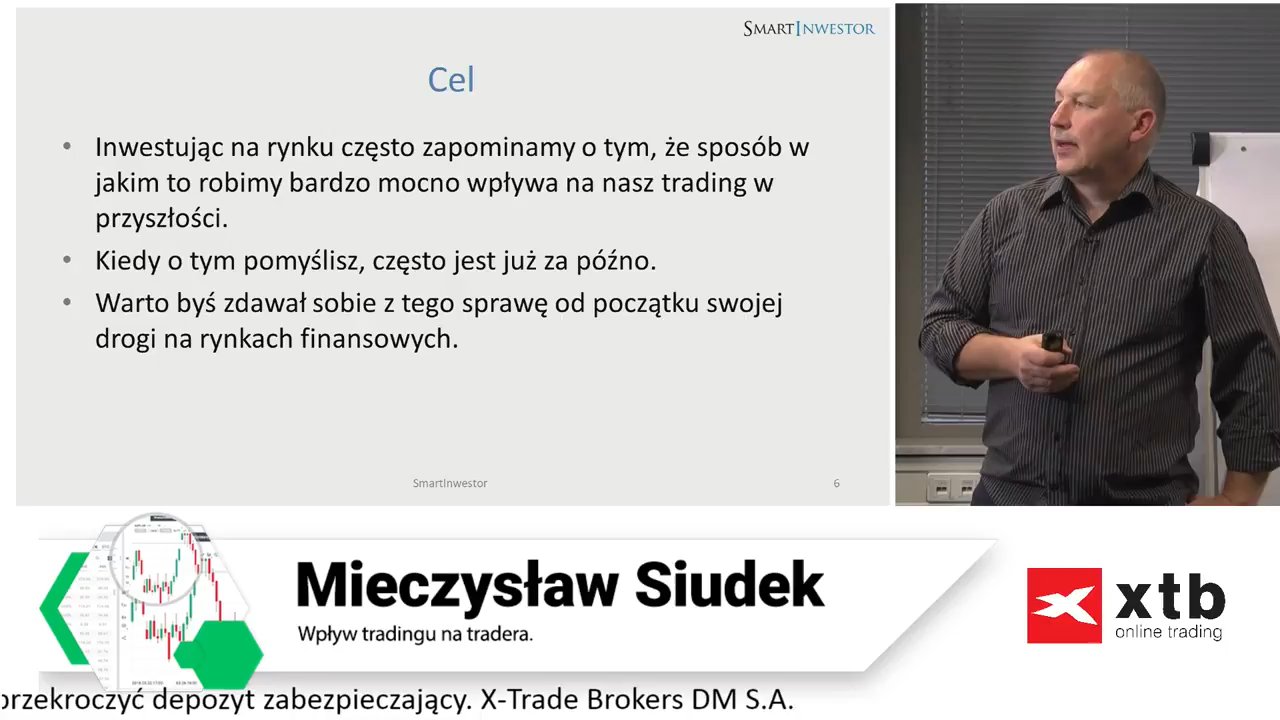 SMARTINWESTOR
Cel
• Inwestując na rynku często zapominamy o tym, że sposób w
jakim to robimy bardzo mocno wpływa na nasz trading w
przyszłości.
• Kiedy o tym pomyślisz, często jest już za późno.
• Warto byś zdawał sobie z tego sprawę od początku swojej
drogi na rynkach finansowych.
SmartInwestor
6
Mieczysław Siudek
Wpływ tradingu na tradera.
xtb
online trading
przekroczyć depozyt zabezpieczający. X-Trade Brokers DM S.A.